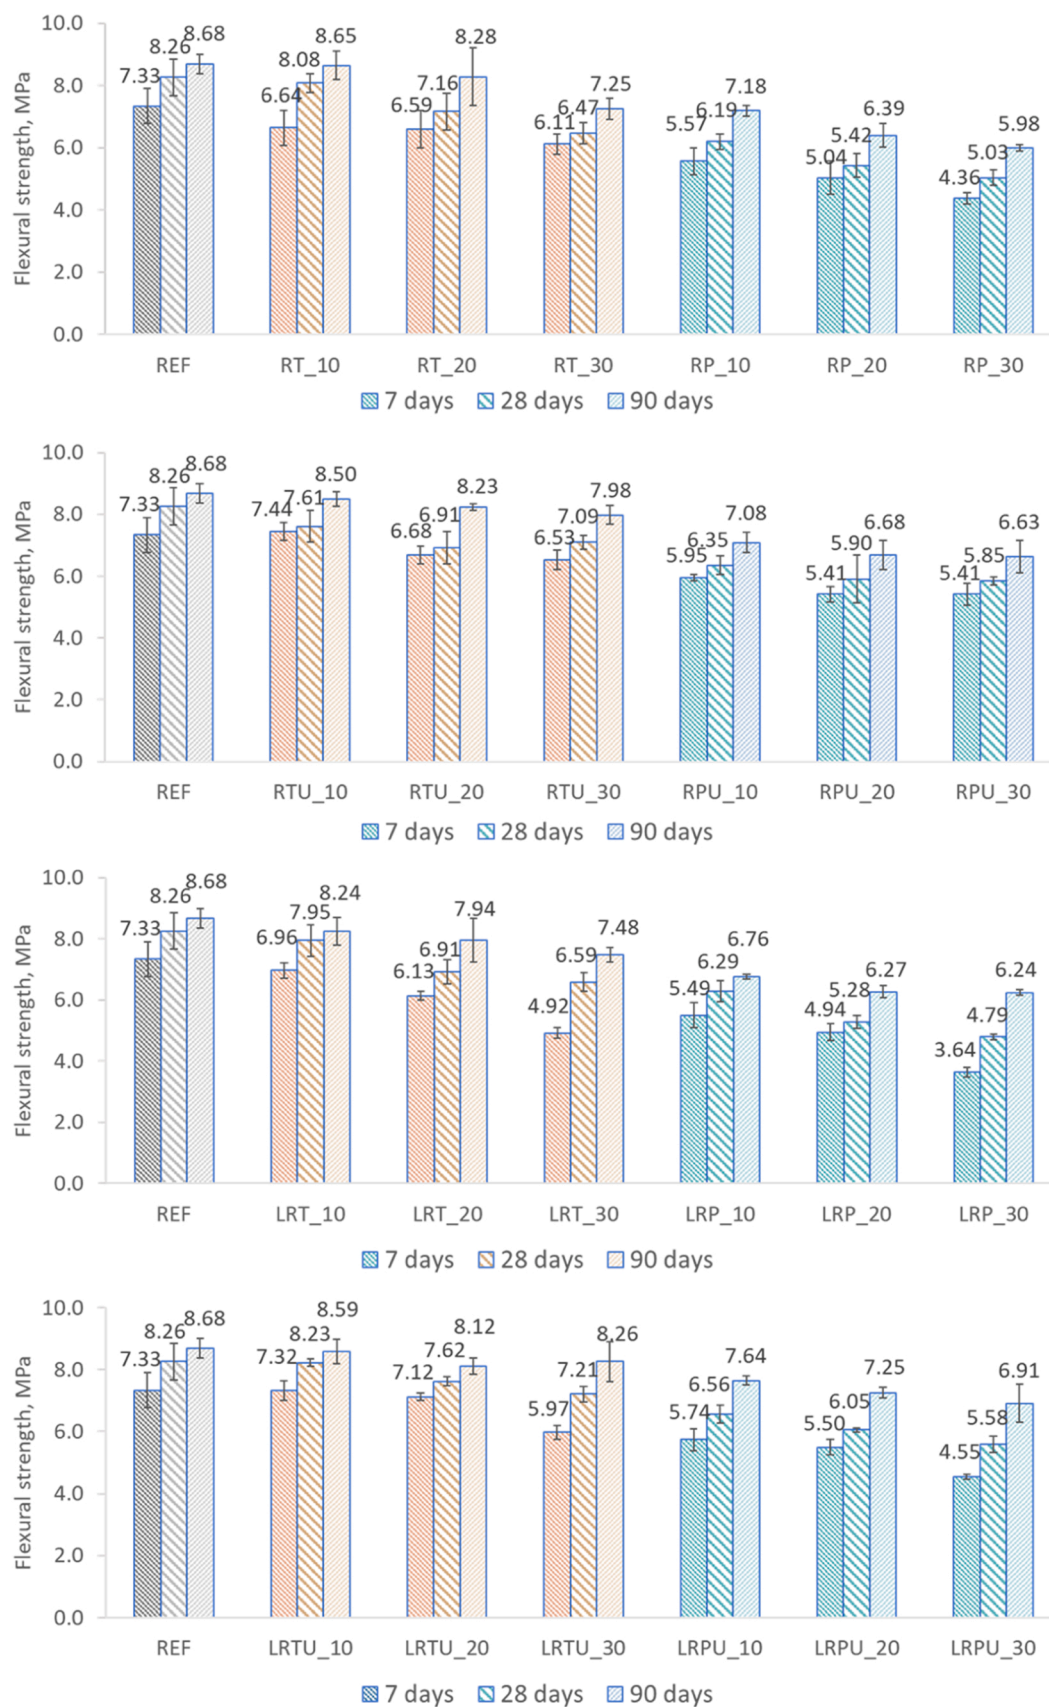 10.0
8.0
6.0
4.0
2.0
0.0
Flexural strength, MPa
7.33 8.26 8.68
6.64 8.08 8.65
6.59 7.16 8.28
6.11 6.47 7.25
5.57 6.19 7.18
5.04 5.42 6.39
4.36 5.03 5.98
REF RT_10 RT_20 RT_30 RP_10 RP_20 RP_30
7 days 28 days 90 days
10.0
8.0
6.0
4.0
2.0
0.0
Flexural strength, MPa
7.33 8.26 8.68
7.44 7.61 8.50
6.68 6.91 8.23
6.53 7.09 7.98
5.95 6.35 7.08
5.41 5.90 6.68
5.41 5.85 6.63
REF RTU_10 RTU_20 RTU_30 RPU_10 RPU_20 RPU_30
7 days 28 days 90 days
10.0
8.0
6.0
4.0
2.0
0.0
Flexural strength, MPa
7.33 8.26 8.68
6.96 7.95 8.24
6.13 6.91 7.94
4.92 6.59 7.48
5.49 6.29 6.76
4.94 5.28 6.27
3.64 4.79 6.24
REF LRT_10 LRT_20 LRT_30 LRP_10 LRP_20 LRP_30
7 days 28 days 90 days
10.0
8.0
6.0
4.0
2.0
0.0
Flexural strength, MPa
7.33 8.26 8.68
7.32 8.23 8.59
7.12 7.62 8.12
5.97 7.21 8.26
5.74 6.56 7.64
5.50 6.05 7.25
4.55 5.58 6.91
REF LRTU_10 LRTU_20 LRTU_30 LRPU_10 LRPU_20 LRPU_30
7 days 28 days 90 days